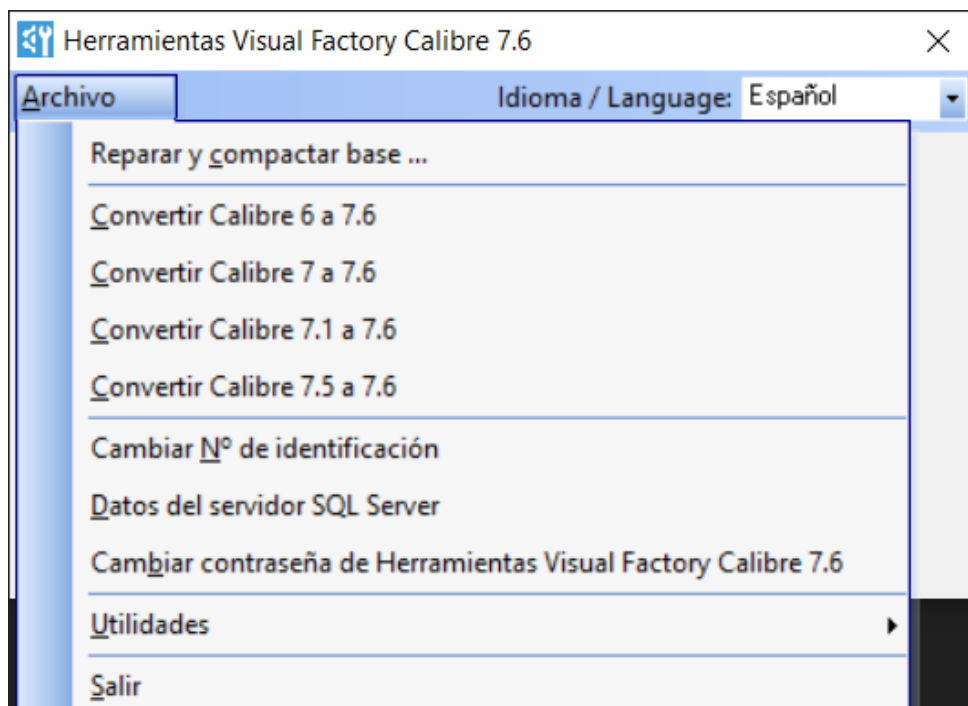 Herramientas Visual Factory Calibre 7.6
Archivo Idioma / Language: Español
Reparar y compactar base ...
Convertir Calibre 6 a 7.6
Convertir Calibre 7 a 7.6
Convertir Calibre 7.1 a 7.6
Convertir Calibre 7.5 a 7.6
Cambiar Nº de identificación
Datos del servidor SQL Server
Cambiar contraseña de Herramientas Visual Factory Calibre 7.6
Utilidades
Salir